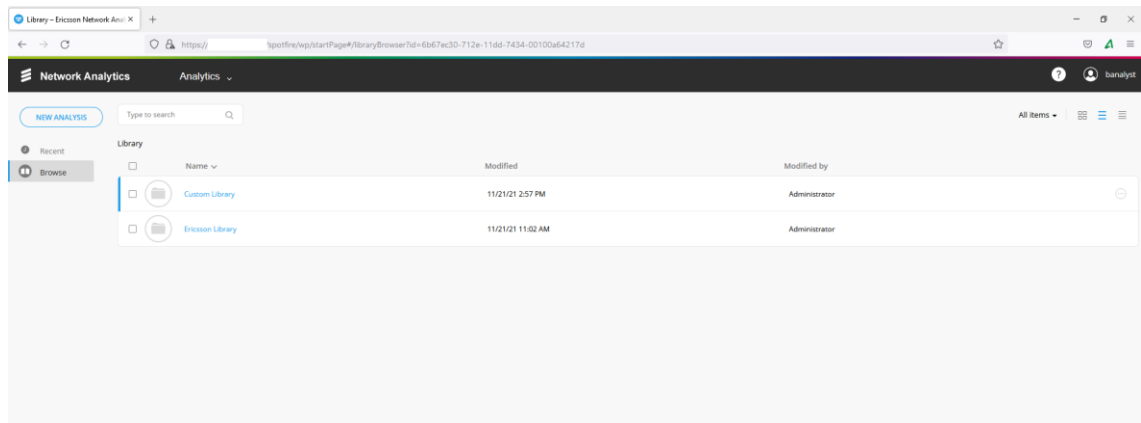 Library – Ericsson Network Anal
https:// /spotfire/wp/startPage#/libraryBrowser?id=6b67ec30-712e-11dd-7434-00100a64217d
Network Analytics Analytics ? banalyst
NEW ANALYSIS Type to search All items
Recent Library
Browse Name Modified Modified by
Custom Library 11/21/21 2:57 PM Administrator
Ericsson Library 11/21/21 11:02 AM Administrator